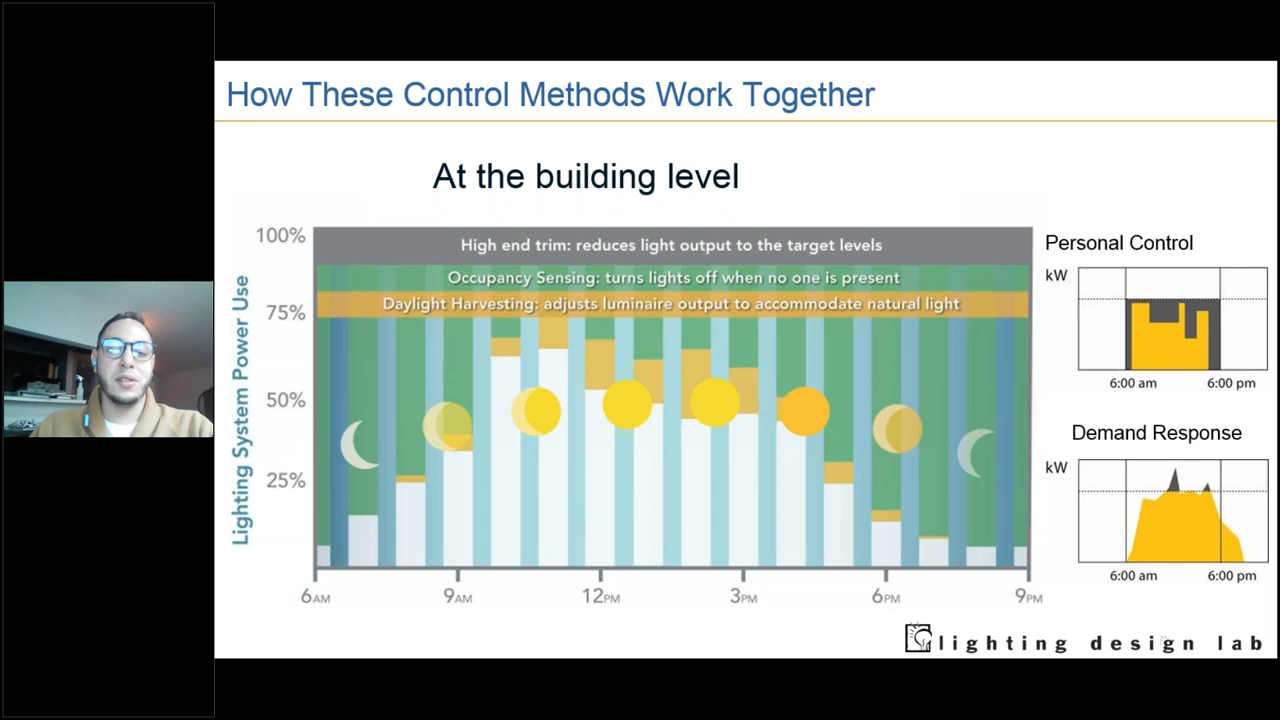 How These Control Methods Work Together
At the building level
Lighting System Power Use
100%
75%
50%
25%
High end trim: reduces light output to the target levels
Occupancy Sensing: turns lights off when no one is present
Daylight Harvesting: adjusts luminaire output to accommodate natural light
6AM
9AM
12PM
3PM
6PM
9PM
Personal Control
kW
6:00 am
6:00 pm
Demand Response
kW
6:00 am
6:00 pm
lighting design lab